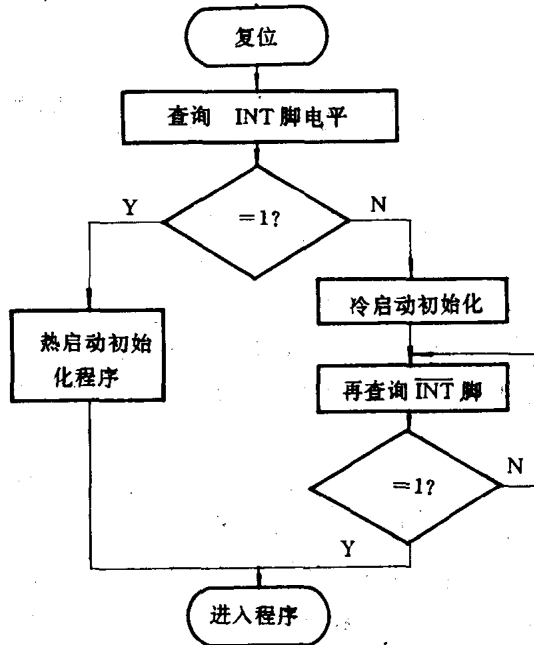 复位
查询 INT 脚电平
=1?
Y
N
热启动初始
化程序
冷启动初始化
再查询 I̅N̅T̅ 脚
=1?
N
Y
进入程序